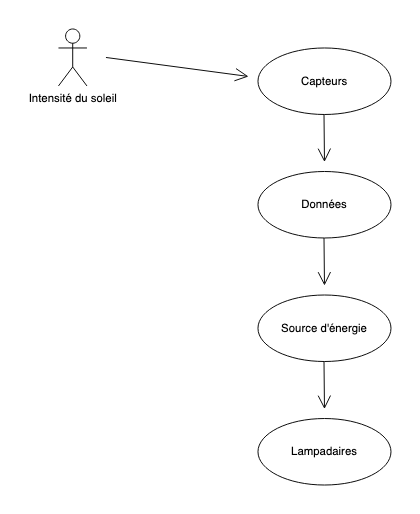 Intensité du soleil
Capteurs
Données
Source d'énergie
Lampadaires